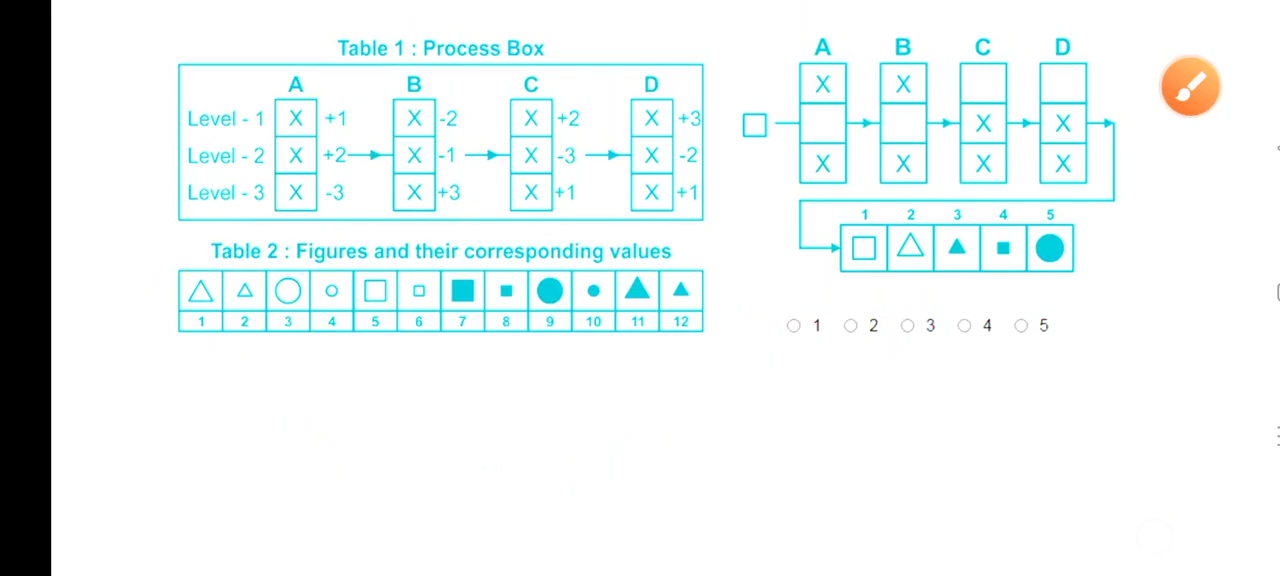 Table 1 : Process Box
A B C D
Level - 1 X +1 X -2 X +2 X +3
Level - 2 X +2 X -1 X -3 X -2
Level - 3 X -3 X +3 X +1 X +1
Table 2 : Figures and their corresponding values
1 2 3 4 5 6 7 8 9 10 11 12
A B C D
X X
X X
X X X X
1 2 3 4 5
1 2 3 4 5